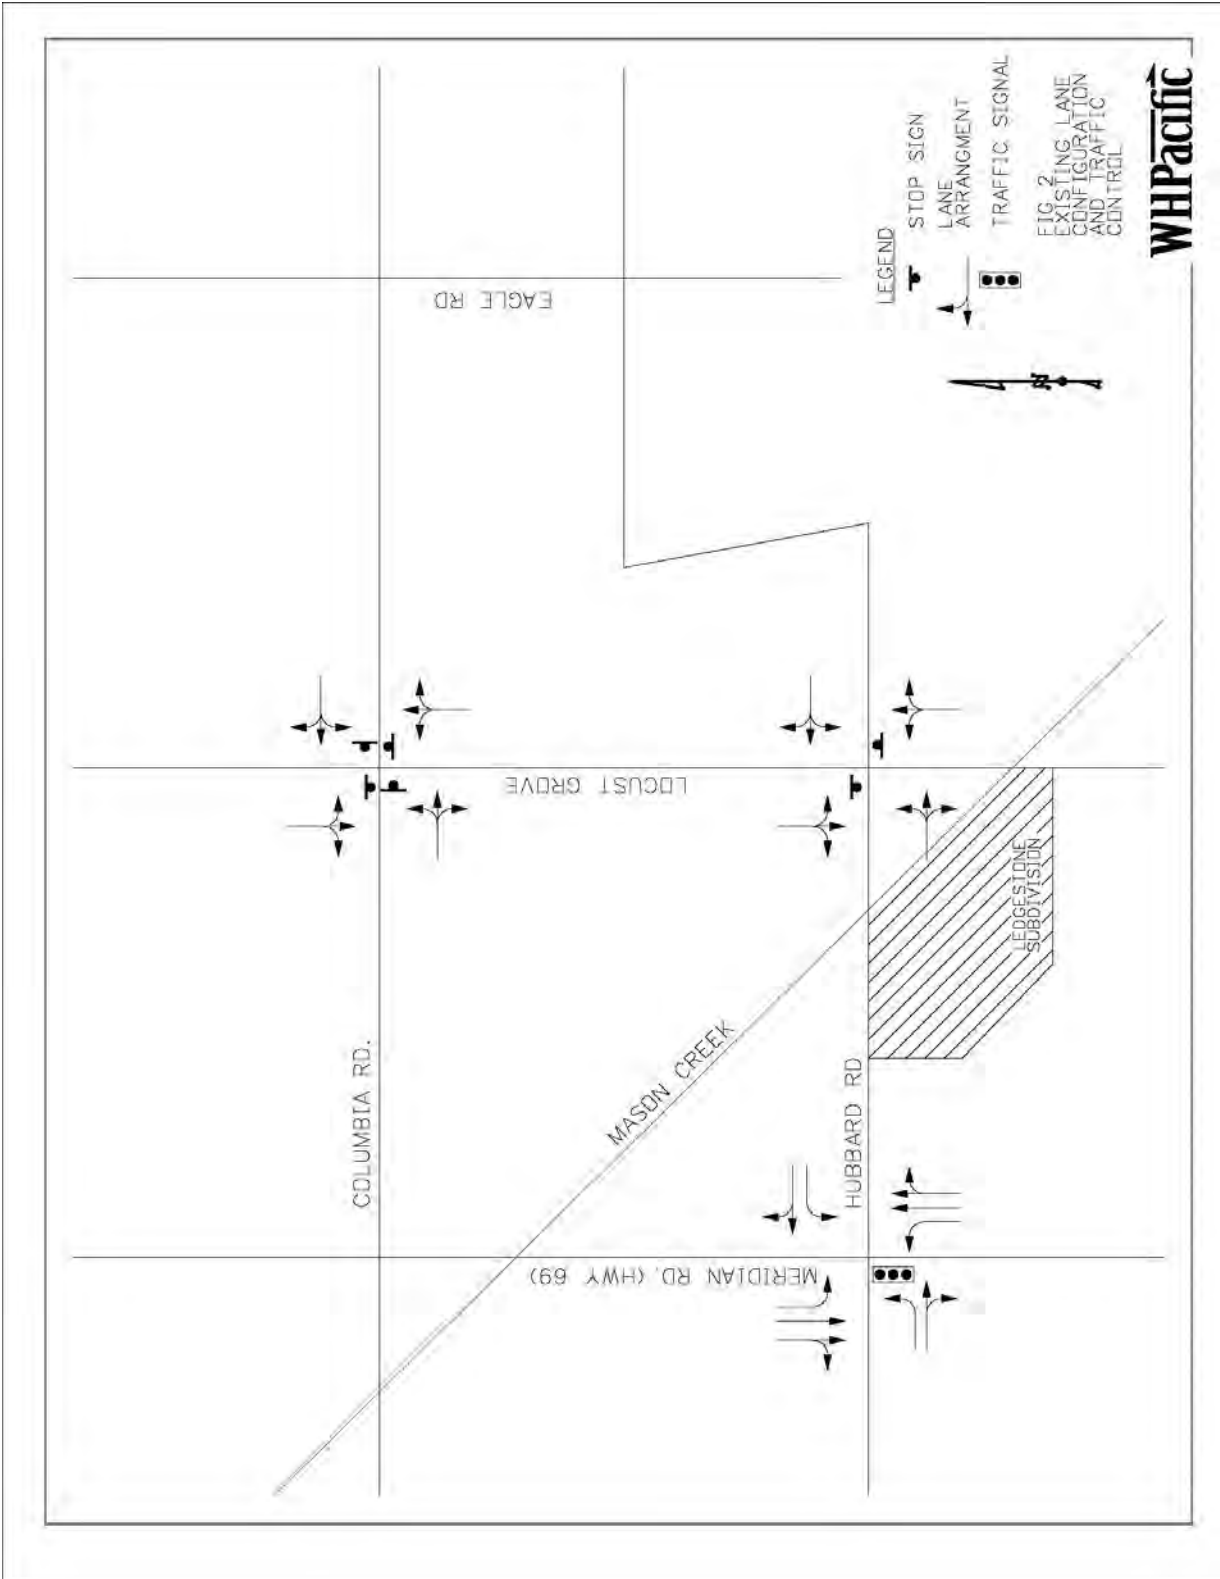 COLUMBIA RD.
EAGLE RD
LOCUST GROVE
MASON CREEK
MERIDIAN RD. (HWY 69)
HUBBARD RD
LEDGESTONE
SUBDIVISION
N
LEGEND
STOP SIGN
LANE
ARRANGMENT
TRAFFIC SIGNAL
FIG 2
EXISTING LANE
CONFIGURATION
AND TRAFFIC
CONTROL
WHPacific